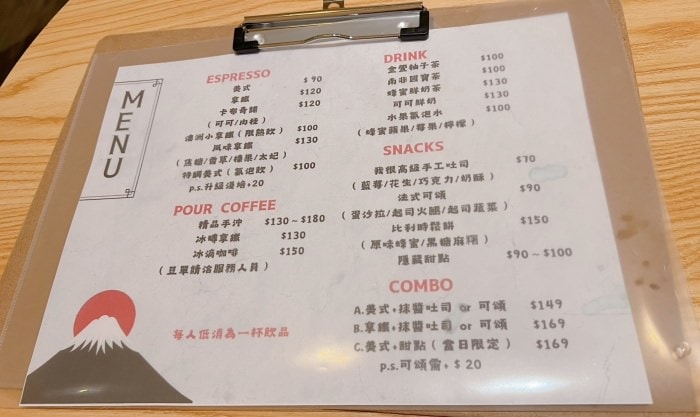 MENU
ESPRESSO
美式 $90
拿鐵 $120
卡布奇諾 $120
(可可/肉桂)
澳洲小拿鐵(限熱飲) $100
風味拿鐵 $130
(焦糖/香草/榛果/太妃)
特調美式(氣泡飲) $100
p.s.升級淺焙+20
POUR COFFEE
精品手沖 $130~$180
冰磚拿鐵 $130
冰滴咖啡 $150
(豆單請洽服務人員)
每人低消為一杯飲品
DRINK
金萱柚子茶 $100
南非國寶茶 $100
蜂蜜鮮奶茶 $130
可可鮮奶 $130
水果氣泡水 $100
(蜂蜜蘋果/莓果/檸檬)
SNACKS
我很高級手工吐司 $70
(藍莓/花生/巧克力/奶酥)
法式可頌 $90
(蛋沙拉/起司火腿/起司蔬菜)
比利時鬆餅 $150
(原味蜂蜜/黑糖麻糬)
隱藏甜點 $90~$100
COMBO
A.美式+抹醬吐司 or 可頌 $149
B.拿鐵+抹醬吐司 or 可頌 $169
C.美式+甜點(當日限定) $169
p.s.可頌需+$20